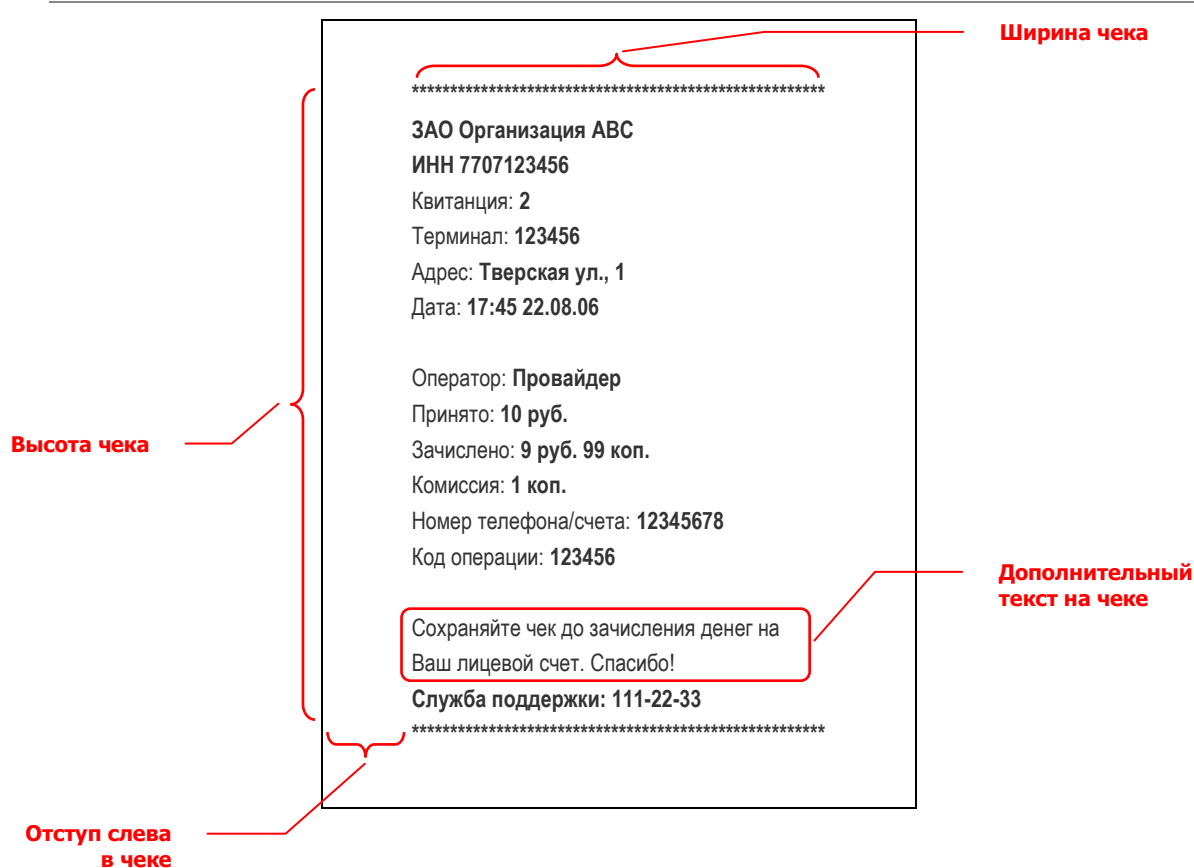 Ширина чека
******************************************************
ЗАО Организация АВС
ИНН 7707123456
Квитанция: 2
Терминал: 123456
Адрес: Тверская ул., 1
Дата: 17:45 22.08.06
Оператор: Провайдер
Принято: 10 руб.
Высота чека
Зачислено: 9 руб. 99 коп.
Комиссия: 1 коп.
Номер телефона/счета: 12345678
Код операции: 123456
Дополнительный
текст на чеке
Сохраняйте чек до зачисления денег на
Ваш лицевой счет. Спасибо!
Служба поддержки: 111-22-33
******************************************************
Отступ слева
в чеке